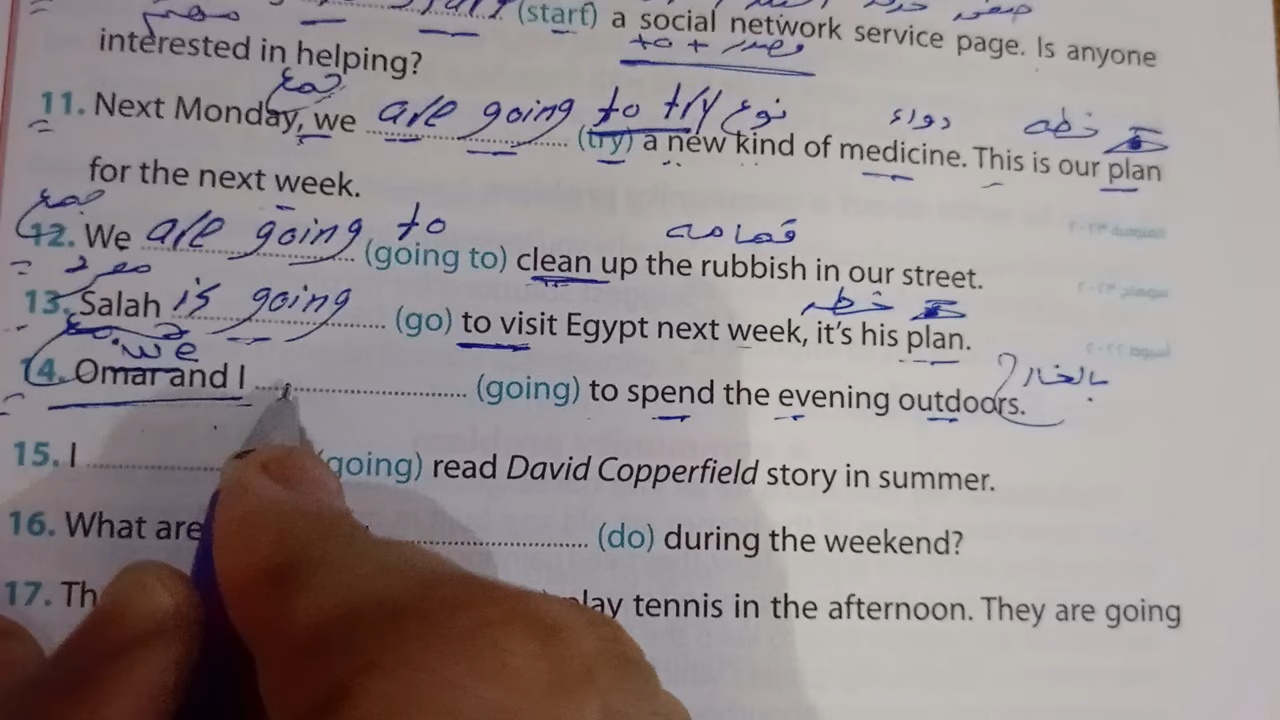 (start) a social network service page. Is anyone
to + مصدر
interested in helping?
جمع
11. Next Monday, we are going to try (try) a new kind of medicine. This is our plan
نوع دواء خطه
for the next week.
جمع
12. We are going to (going to) clean up the rubbish in our street.
قمامه
مفرد
13. Salah is going (go) to visit Egypt next week, it's his plan.
خطه
جمع we
14. Omar and I (going) to spend the evening outdoors.
بالخارج
15. I (going) read David Copperfield story in summer.
16. What are (do) during the weekend?
17. Th play tennis in the afternoon. They are going